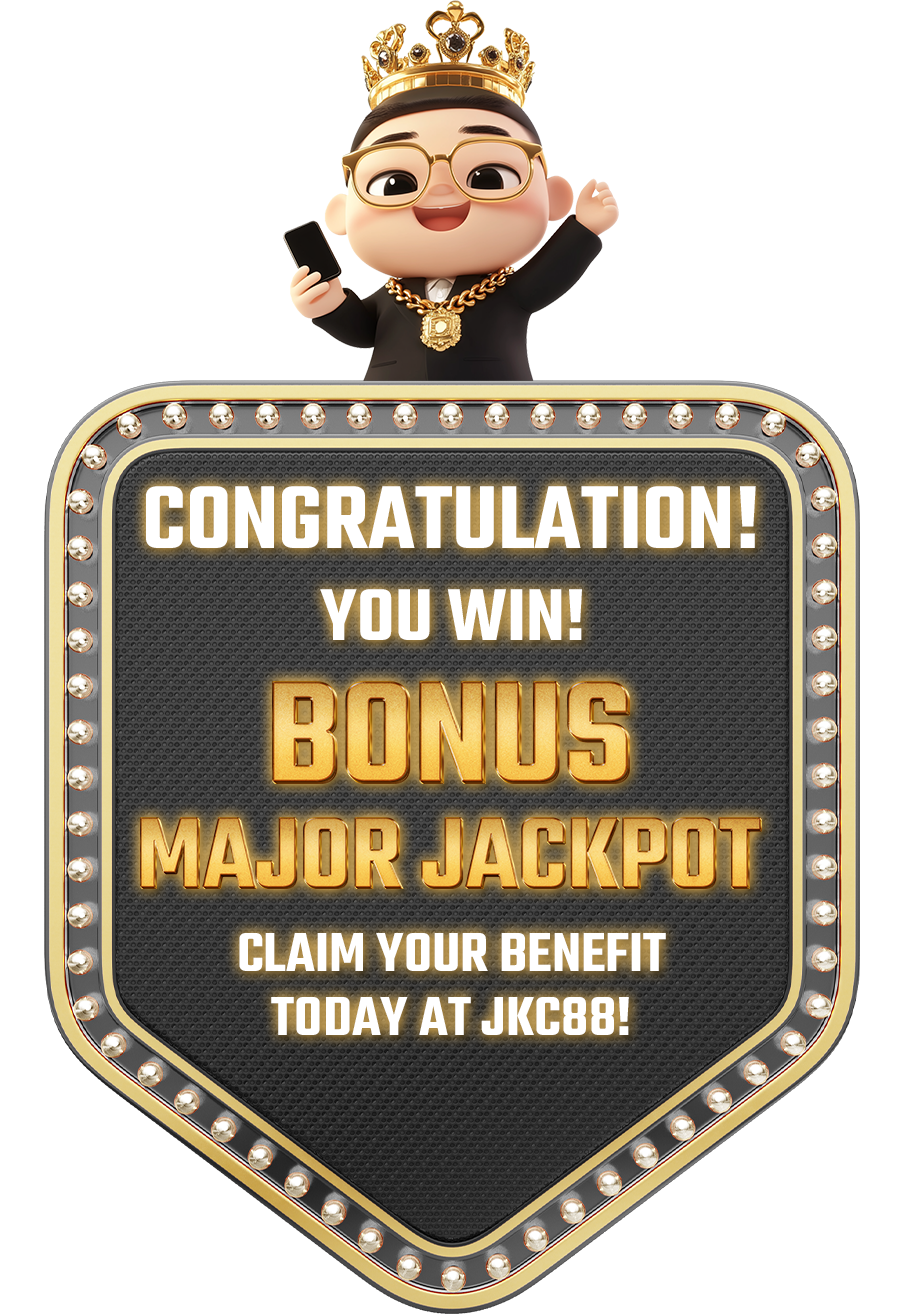 CONGRATULATION!
YOU WIN!
BONUS
MAJOR JACKPOT
CLAIM YOUR BENEFIT
TODAY AT JKC88!